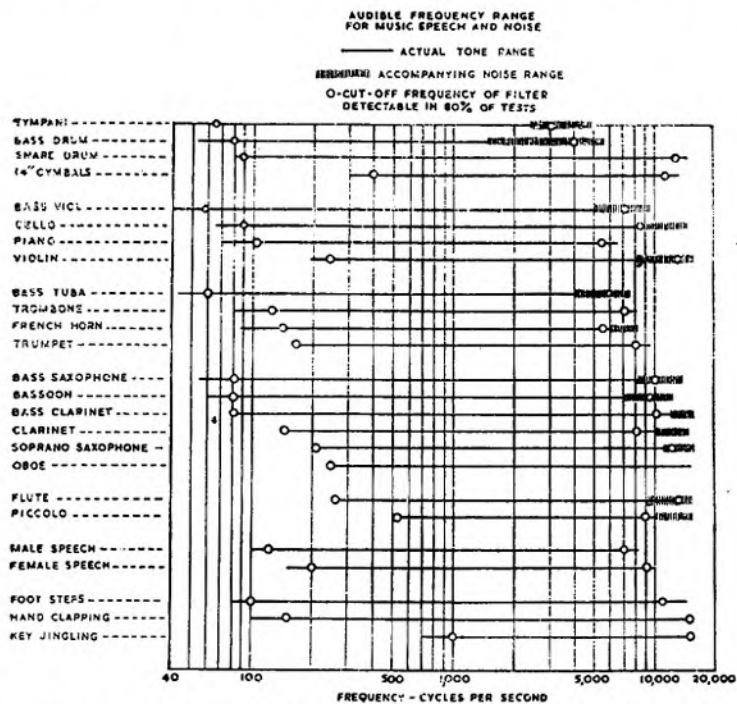 AUDIBLE FREQUENCY RANGE
FOR MUSIC SPEECH AND NOISE
ACTUAL TONE RANGE
ACCOMPANYING NOISE RANGE
O-CUT-OFF FREQUENCY OF FILTER
DETECTABLE IN 80% OF TESTS
TYMPANI
BASS DRUM
SNARE DRUM
14" CYMBALS
BASS VIOL
CELLO
PIANO
VIOLIN
BASS TUBA
TROMBONE
FRENCH HORN
TRUMPET
BASS SAXOPHONE
BASSOON
BASS CLARINET
CLARINET
SOPRANO SAXOPHONE
OBOE
FLUTE
PICCOLO
MALE SPEECH
FEMALE SPEECH
FOOT STEPS
HAND CLAPPING
KEY JINGLING
40 100 500 1,000 5,000 10,000 20,000
FREQUENCY - CYCLES PER SECOND